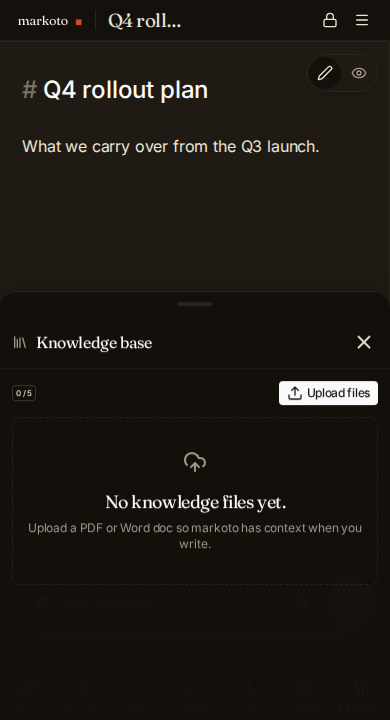 markoto
Q4 roll...
# Q4 rollout plan
What we carry over from the Q3 launch.
Knowledge base
0/5
Upload files
No knowledge files yet.
Upload a PDF or Word doc so markoto has context when you
write.